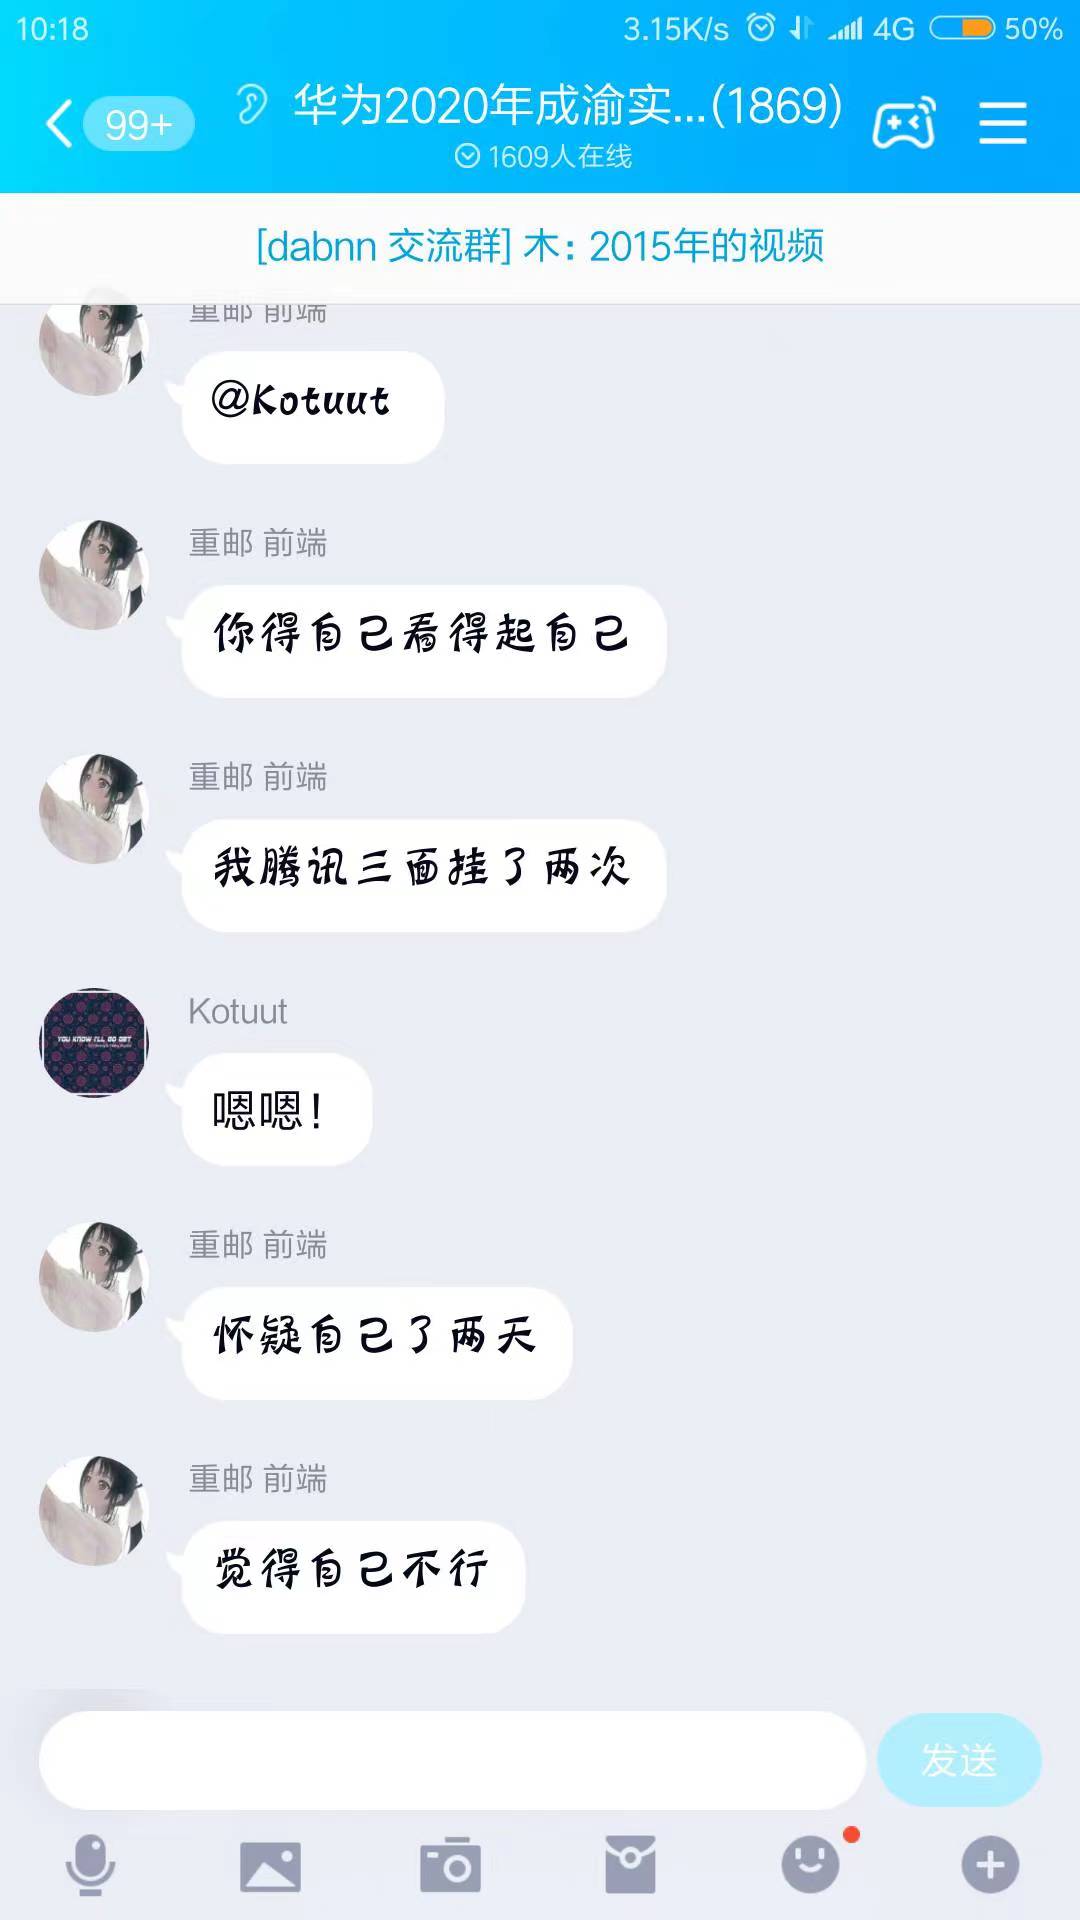 10:18 3.15K/s 4G 50%
99+ 华为2020年成渝实...(1869)
1609人在线
[dabnn 交流群] 木: 2015年的视频
重邮 前端
@Kotuut
重邮 前端
你得自己看得起自己
重邮 前端
我腾讯三面挂了两次
Kotuut
YOU KNOW I'LL GO GET
嗯嗯!
重邮 前端
怀疑自己了两天
重邮 前端
觉得自己不行
发送